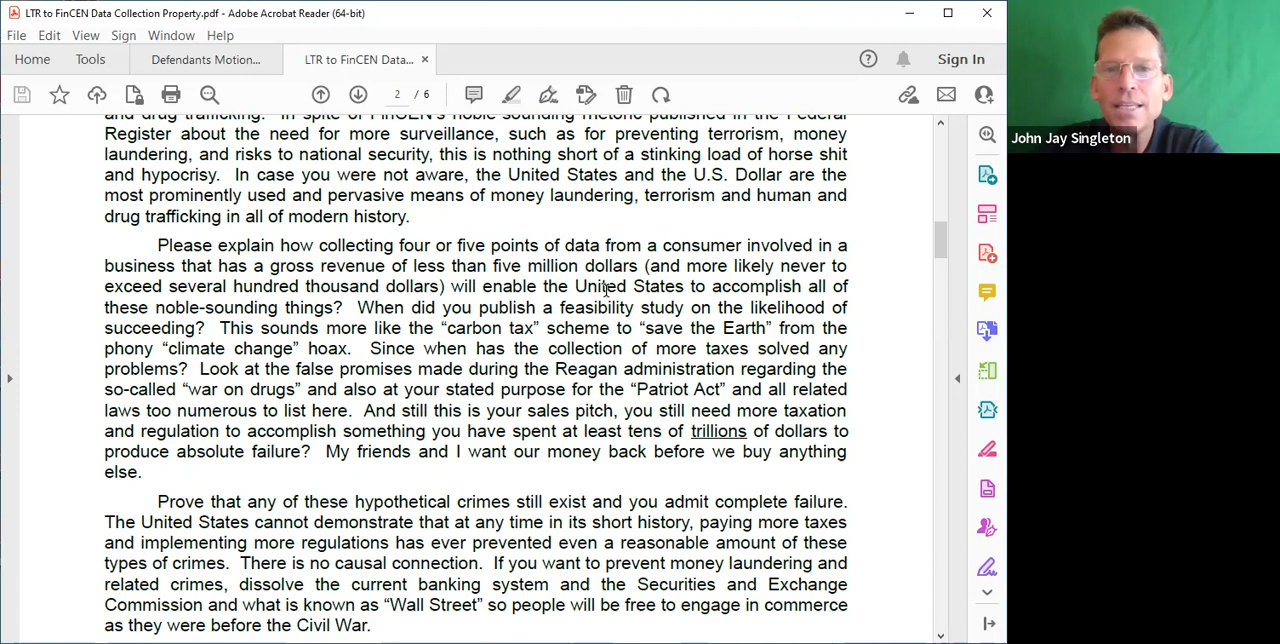 LTR to FinCEN Data Collection Property.pdf - Adobe Acrobat Reader (64-bit)
File Edit View Sign Window Help
Home Tools Defendants Motion... LTR to FinCEN Data... × Sign In
2 / 6
and drug trafficking. In spite of FinCEN's noble sounding rhetoric published in the Federal
Register about the need for more surveillance, such as for preventing terrorism, money
laundering, and risks to national security, this is nothing short of a stinking load of horse shit
and hypocrisy. In case you were not aware, the United States and the U.S. Dollar are the
most prominently used and pervasive means of money laundering, terrorism and human and
drug trafficking in all of modern history.
Please explain how collecting four or five points of data from a consumer involved in a
business that has a gross revenue of less than five million dollars (and more likely never to
exceed several hundred thousand dollars) will enable the United States to accomplish all of
these noble-sounding things? When did you publish a feasibility study on the likelihood of
succeeding? This sounds more like the “carbon tax” scheme to “save the Earth” from the
phony “climate change” hoax. Since when has the collection of more taxes solved any
problems? Look at the false promises made during the Reagan administration regarding the
so-called “war on drugs” and also at your stated purpose for the “Patriot Act” and all related
laws too numerous to list here. And still this is your sales pitch, you still need more taxation
and regulation to accomplish something you have spent at least tens of trillions of dollars to
produce absolute failure? My friends and I want our money back before we buy anything
else.
Prove that any of these hypothetical crimes still exist and you admit complete failure.
The United States cannot demonstrate that at any time in its short history, paying more taxes
and implementing more regulations has ever prevented even a reasonable amount of these
types of crimes. There is no causal connection. If you want to prevent money laundering and
related crimes, dissolve the current banking system and the Securities and Exchange
Commission and what is known as “Wall Street” so people will be free to engage in commerce
as they were before the Civil War.
John Jay Singleton